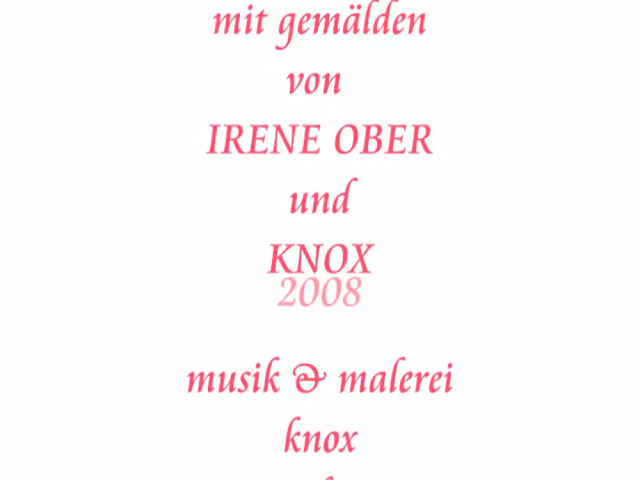 mit gemälden
von
IRENE OBER
und
KNOX
2008
musik & malerei
knox